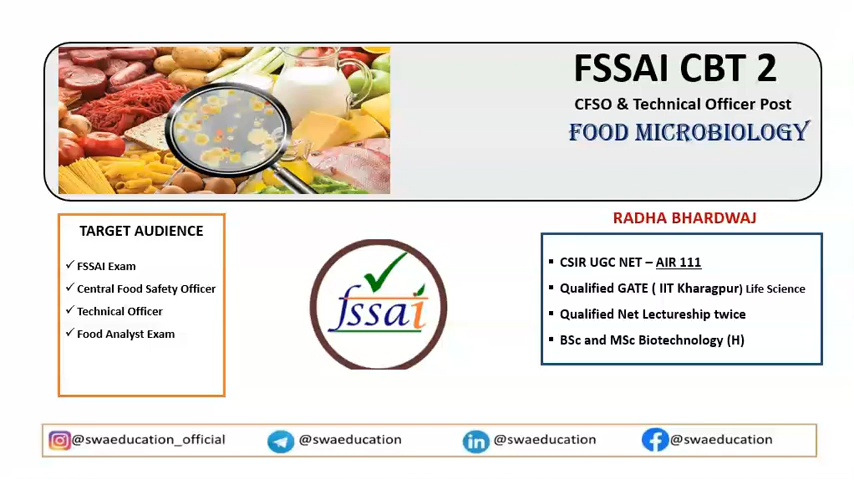 FSSAI CBT 2
CFSO & Technical Officer Post
FOOD MICROBIOLOGY
TARGET AUDIENCE
✓ FSSAI Exam
✓ Central Food Safety Officer
✓ Technical Officer
✓ Food Analyst Exam
fssai
RADHA BHARDWAJ
▪ CSIR UGC NET – AIR 111
▪ Qualified GATE ( IIT Kharagpur) Life Science
▪ Qualified Net Lectureship twice
▪ BSc and MSc Biotechnology (H)
@swaeducation_official @swaeducation @swaeducation @swaeducation